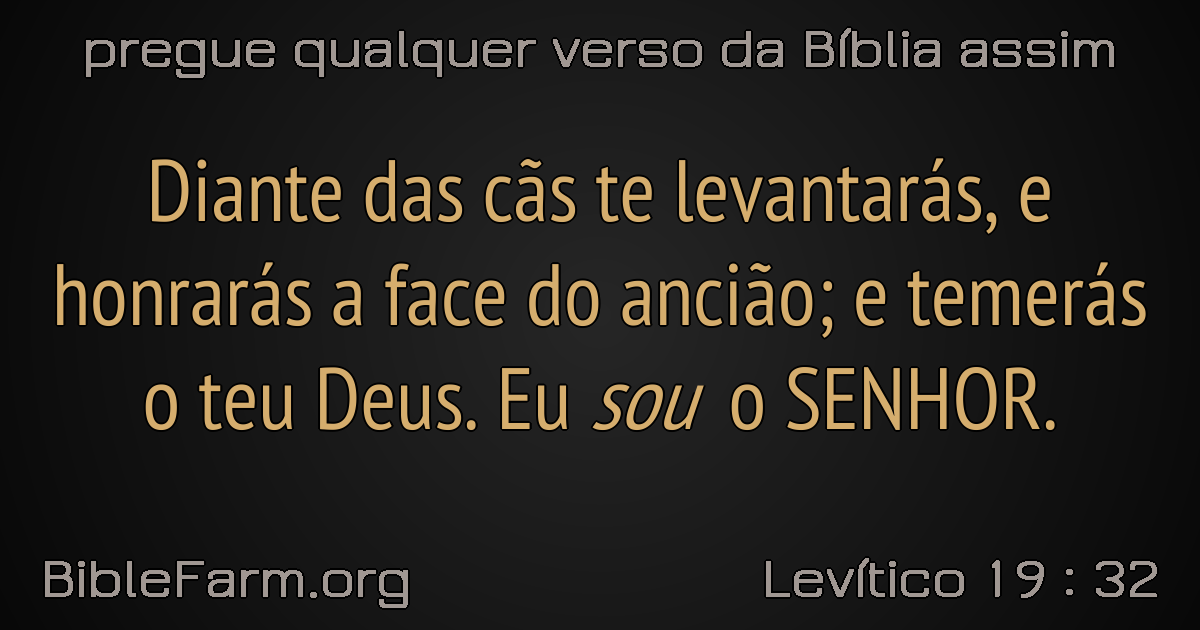 pregue qualquer verso da Bíblia assim
Diante das cãs te levantarás, e
honrarás a face do ancião; e temerás
o teu Deus. Eu sou o SENHOR.
BibleFarm.org
Levítico 19 : 32